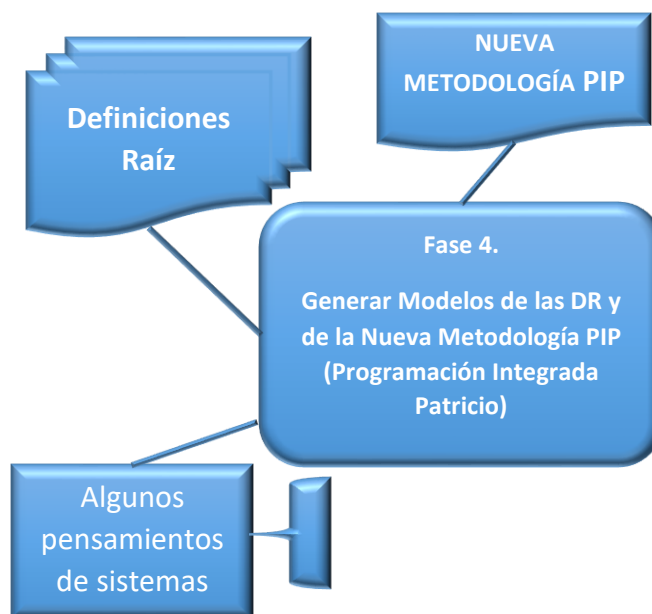 NUEVA
METODOLOGÍA PIP
Definiciones
Raíz
Fase 4.
Generar Modelos de las DR y
de la Nueva Metodología PIP
(Programación Integrada
Patricio)
Algunos
pensamientos
de sistemas